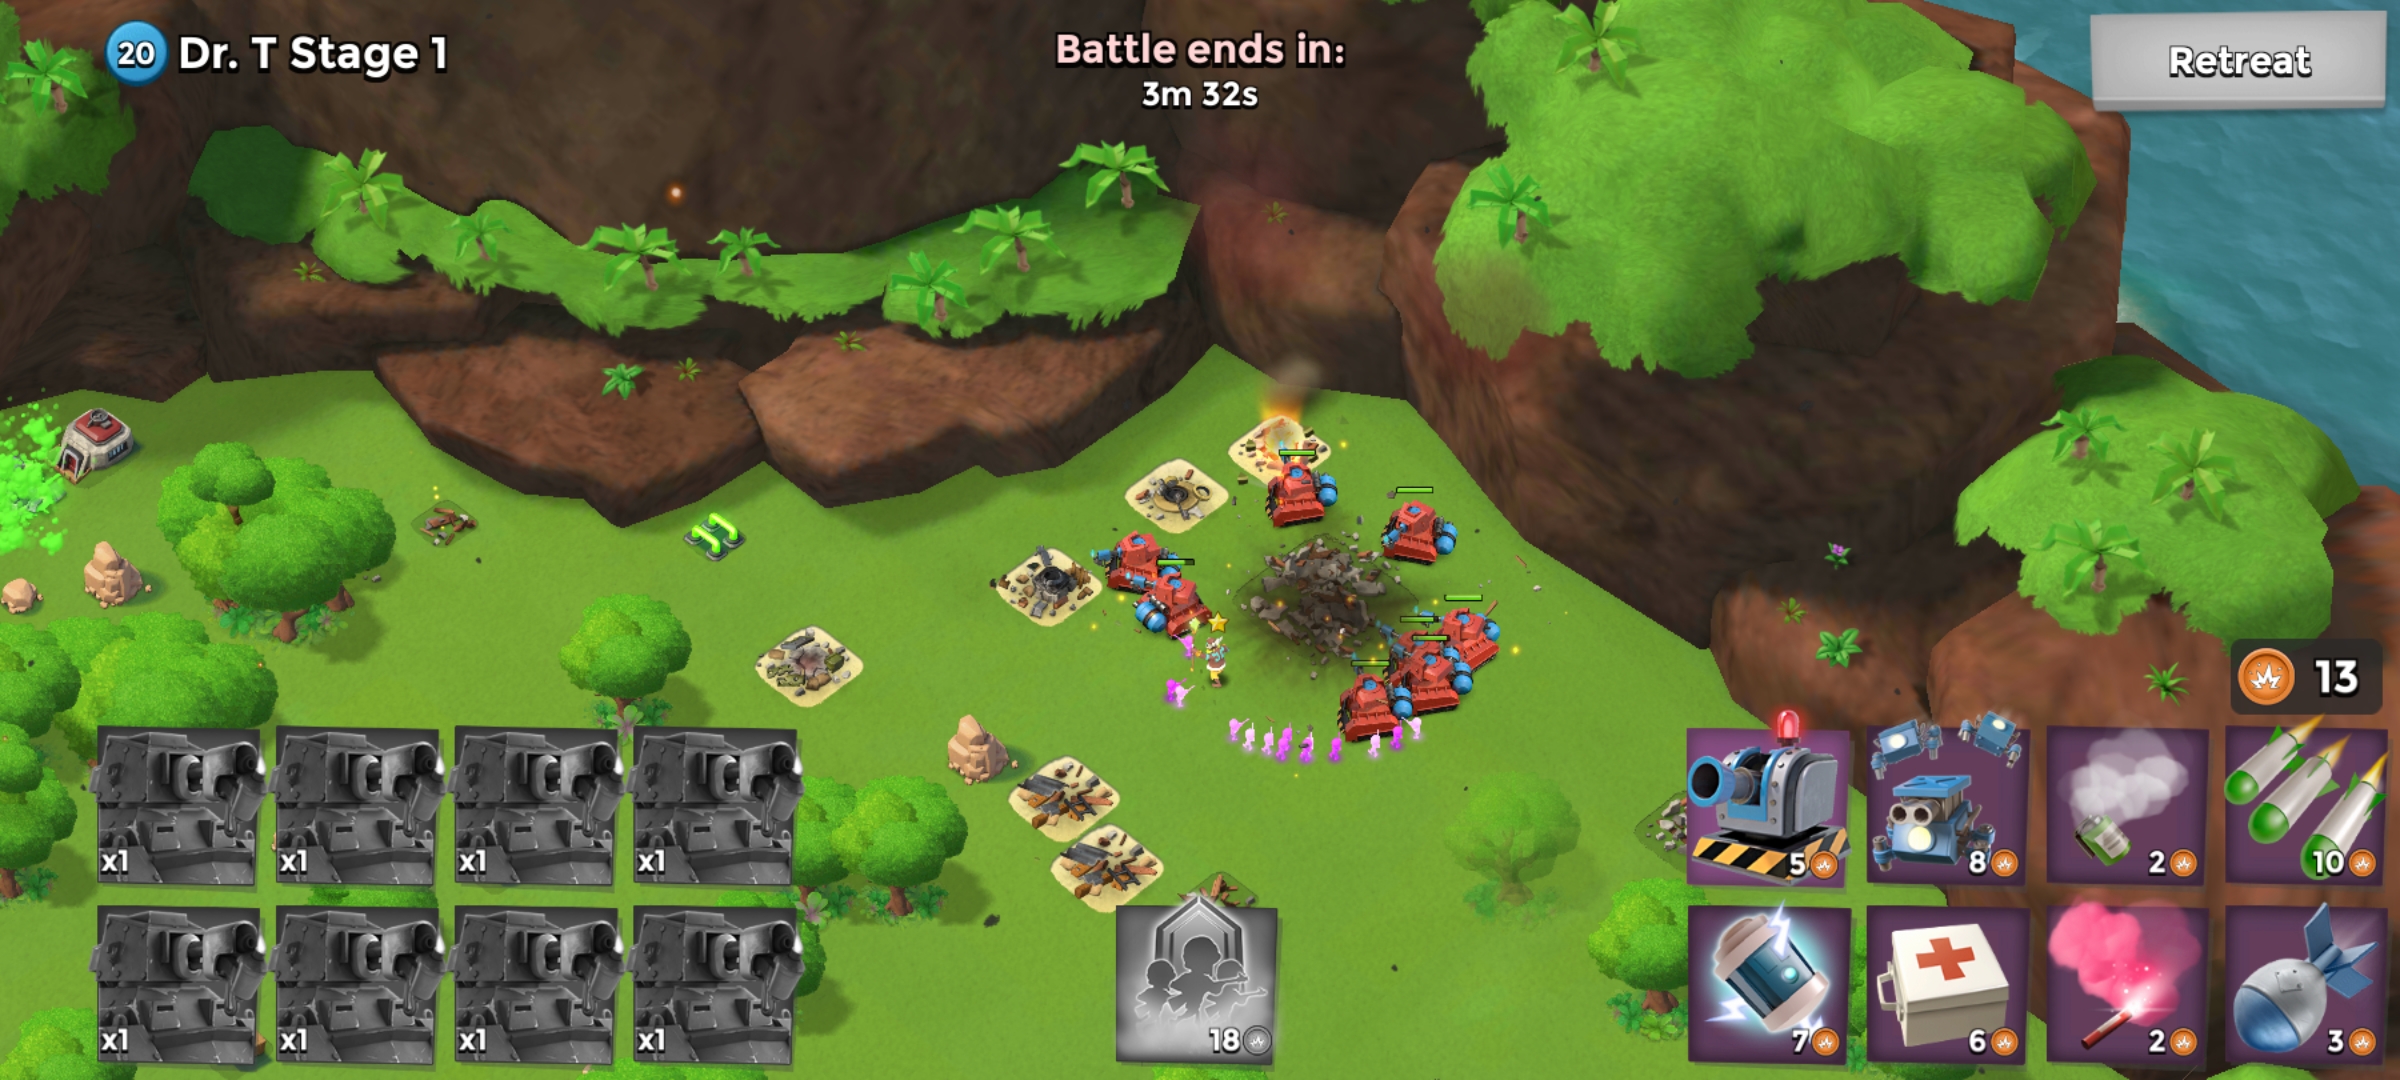 20 Dr. T Stage 1
Battle ends in:
3m 32s
Retreat
13
x1 x1 x1 x1
5 8 2 10
x1 x1 x1 x1
18
7 6 2 3